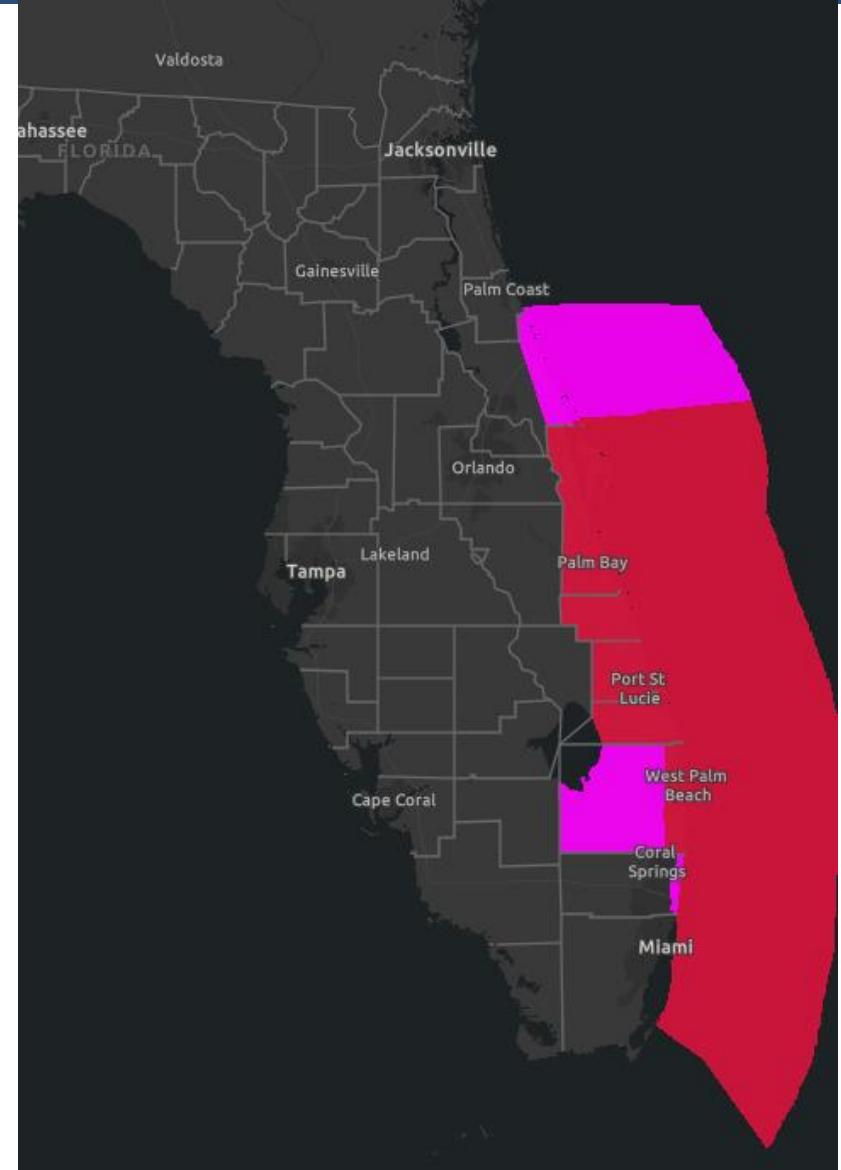 Valdosta
ahassee
FLORIDA
Jacksonville
Gainesville
Palm Coast
Orlando
Palm Bay
Lakeland
Tampa
Port St
Lucie
West Palm
Beach
Cape Coral
Coral
Springs
Miami